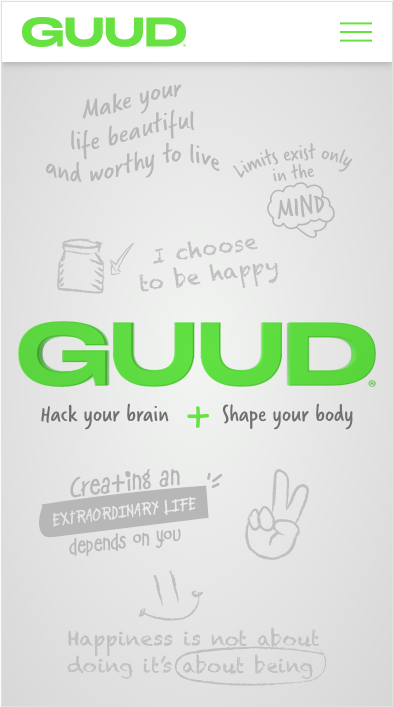 GUUD
Make your
life beautiful
and worthy to live
Limits exist only
in the
MIND
I choose
to be happy
GUUD®
Hack your brain + Shape your body
Creating an
EXTRAORDINARY LIFE
depends on you
Happiness is not about
doing it's about being